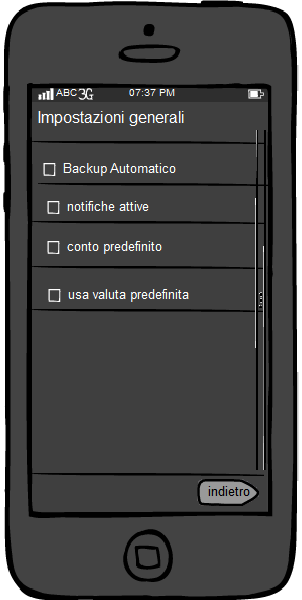 ABC 3G 07:37 PM
Impostazioni generali
Backup Automatico
notifiche attive
conto predefinito
usa valuta predefinita
indietro